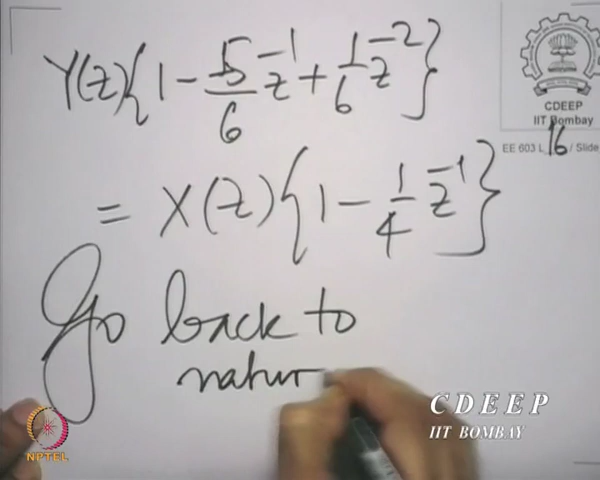 Y(z){1 - 5/6 z^-1 + 1/6 z^-2}
= X(z){1 - 1/4 z^-1}
Go back to
natur
CDEEP
IIT Bombay
EE 603 L 16 / Slide
NPTEL
CDEEP
IIT BOMBAY